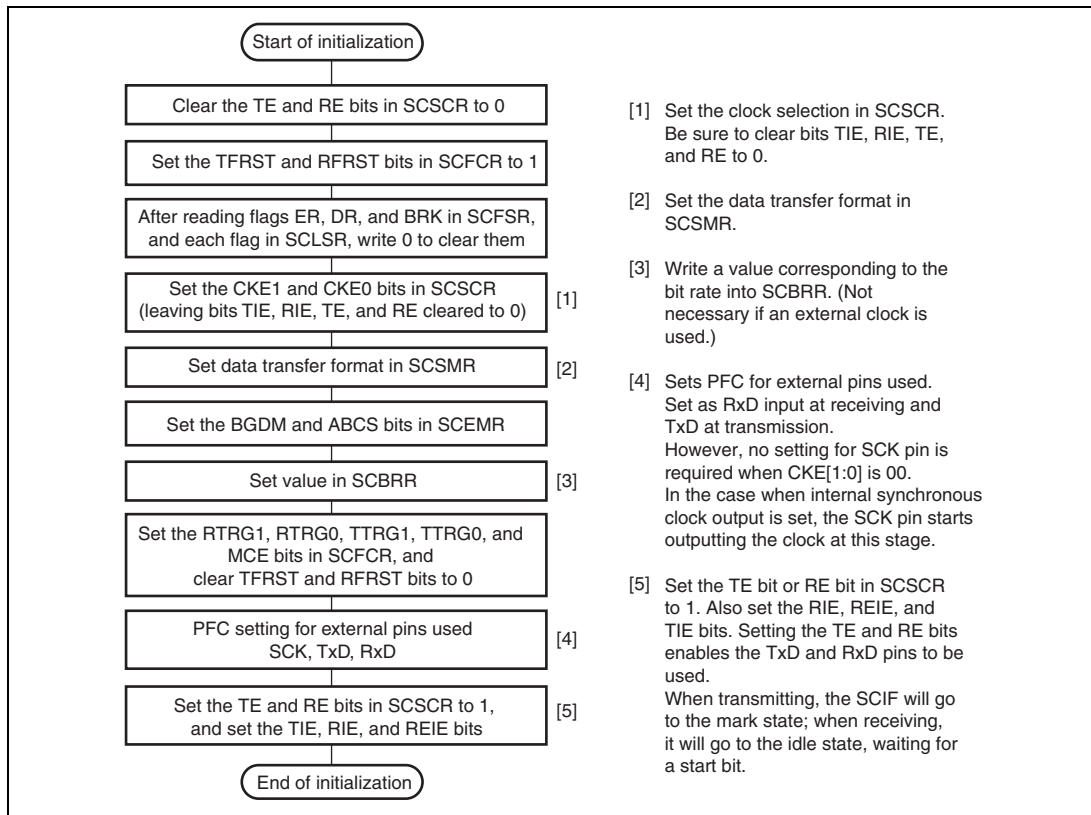 Start of initialization
Clear the TE and RE bits in SCSCR to 0
Set the TFRST and RFRST bits in SCFCR to 1
After reading flags ER, DR, and BRK in SCFSR,
and each flag in SCLSR, write 0 to clear them
Set the CKE1 and CKE0 bits in SCSCR
(leaving bits TIE, RIE, TE, and RE cleared to 0)
[1]
Set data transfer format in SCSMR
[2]
Set the BGDM and ABCS bits in SCEMR
Set value in SCBRR
[3]
Set the RTRG1, RTRG0, TTRG1, TTRG0, and
MCE bits in SCFCR, and
clear TFRST and RFRST bits to 0
PFC setting for external pins used
SCK, TxD, RxD
[4]
Set the TE and RE bits in SCSCR to 1,
and set the TIE, RIE, and REIE bits
[5]
End of initialization
[1] Set the clock selection in SCSCR.
Be sure to clear bits TIE, RIE, TE,
and RE to 0.
[2] Set the data transfer format in
SCSMR.
[3] Write a value corresponding to the
bit rate into SCBRR. (Not
necessary if an external clock is
used.)
[4] Sets PFC for external pins used.
Set as RxD input at receiving and
TxD at transmission.
However, no setting for SCK pin is
required when CKE[1:0] is 00.
In the case when internal synchronous
clock output is set, the SCK pin starts
outputting the clock at this stage.
[5] Set the TE bit or RE bit in SCSCR
to 1. Also set the RIE, REIE, and
TIE bits. Setting the TE and RE bits
enables the TxD and RxD pins to be
used.
When transmitting, the SCIF will go
to the mark state; when receiving,
it will go to the idle state, waiting for
a start bit.